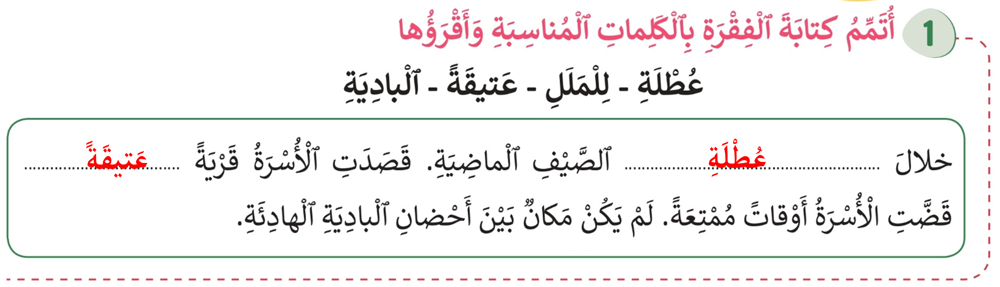 1 أُتَمِّمُ كِتابَةَ ٱلْفِقْرَةِ بِٱلْكَلِماتِ ٱلْمُناسِبَةِ وَأَقْرَؤُها
عُطْلَةِ - لِلْمَلَلِ - عَتيقَةً - ٱلْبادِيَةِ
خلالَ عُطْلَةِ ٱلصَّيْفِ ٱلْماضِيَةِ. قَصَدَتِ ٱلْأُسْرَةُ قَرْيَةً عَتيقَةً
قَضَّتِ الْأُسْرَةُ أَوْقاتً مُمْتِعَةً. لَمْ يَكُنْ مَكانٌ بَيْنَ أَحْضانِ ٱلْبادِيَةِ ٱلْهادِئَةِ.